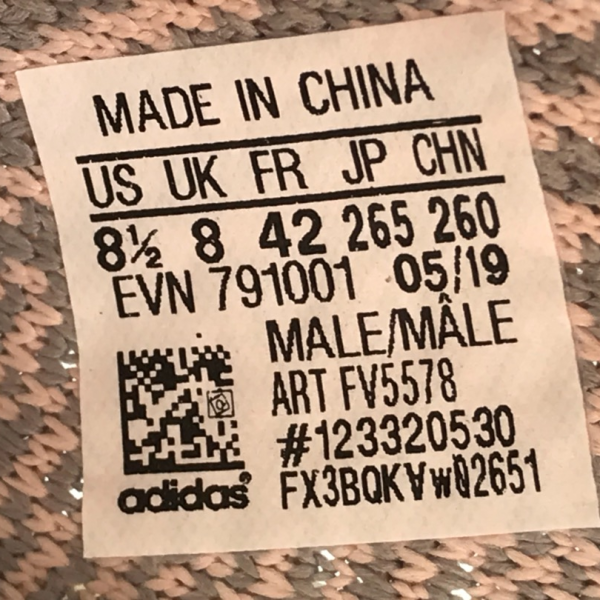 MADE IN CHINA
US UK FR JP CHN
8½ 8 42 265 260
EVN 791001 05/19
MALE/MÂLE
ART FV5578
#123320530
adidas®